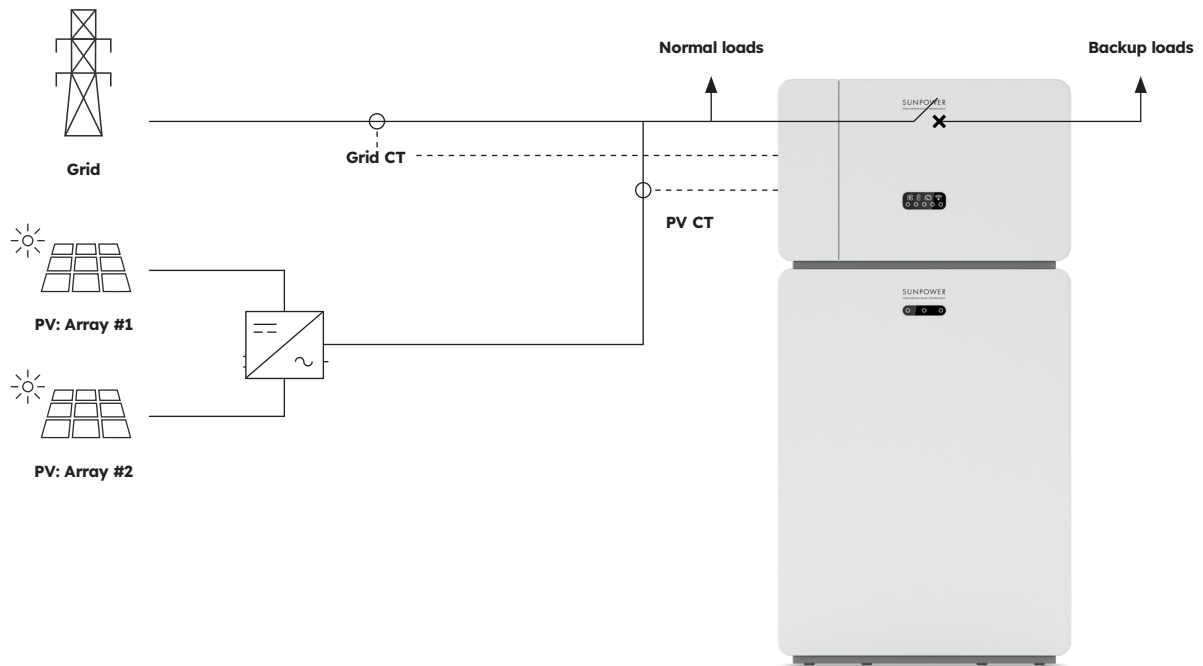 Normal loads
Backup loads
SUNPOWER
Grid CT
Grid
PV CT
SUNPOWER
PV: Array #1
PV: Array #2